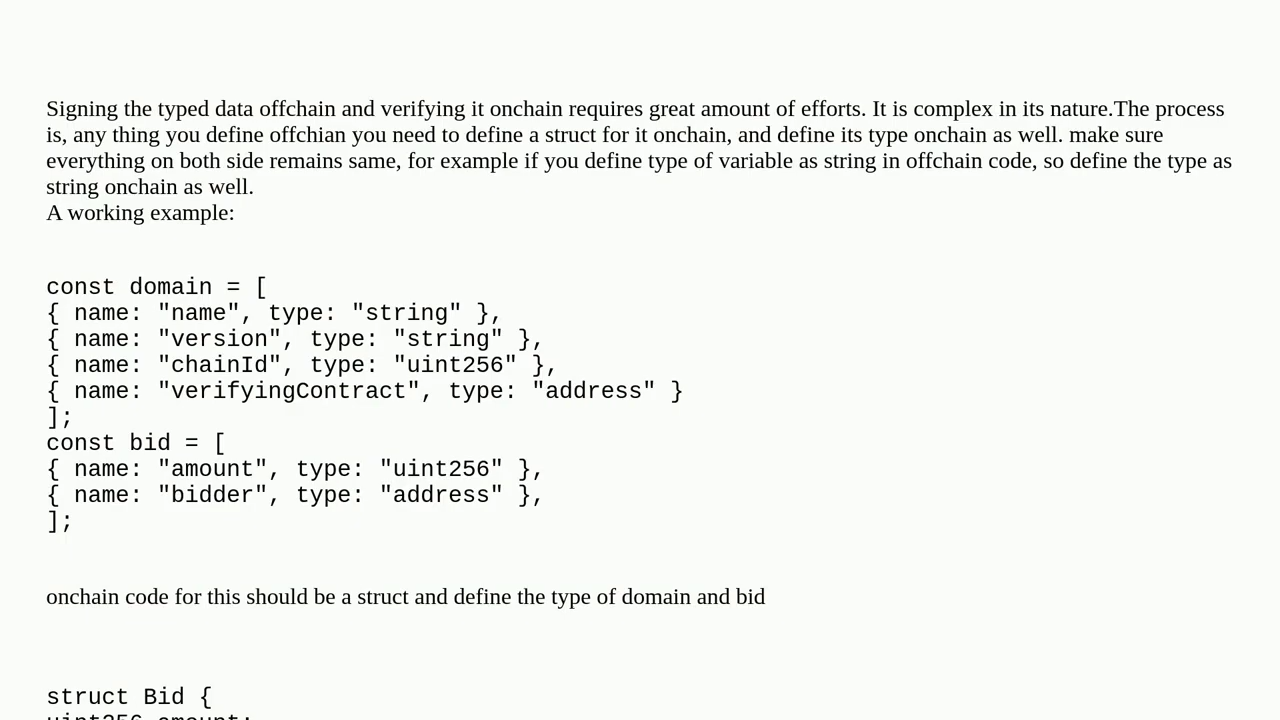 Signing the typed data offchain and verifying it onchain requires great amount of efforts. It is complex in its nature.The process
is, any thing you define offchian you need to define a struct for it onchain, and define its type onchain as well. make sure
everything on both side remains same, for example if you define type of variable as string in offchain code, so define the type as
string onchain as well.
A working example:
const domain = [
{ name: "name", type: "string" },
{ name: "version", type: "string" },
{ name: "chainId", type: "uint256" },
{ name: "verifyingContract", type: "address" }
];
const bid = [
{ name: "amount", type: "uint256" },
{ name: "bidder", type: "address" },
];
onchain code for this should be a struct and define the type of domain and bid
struct Bid {
uint256 amount;